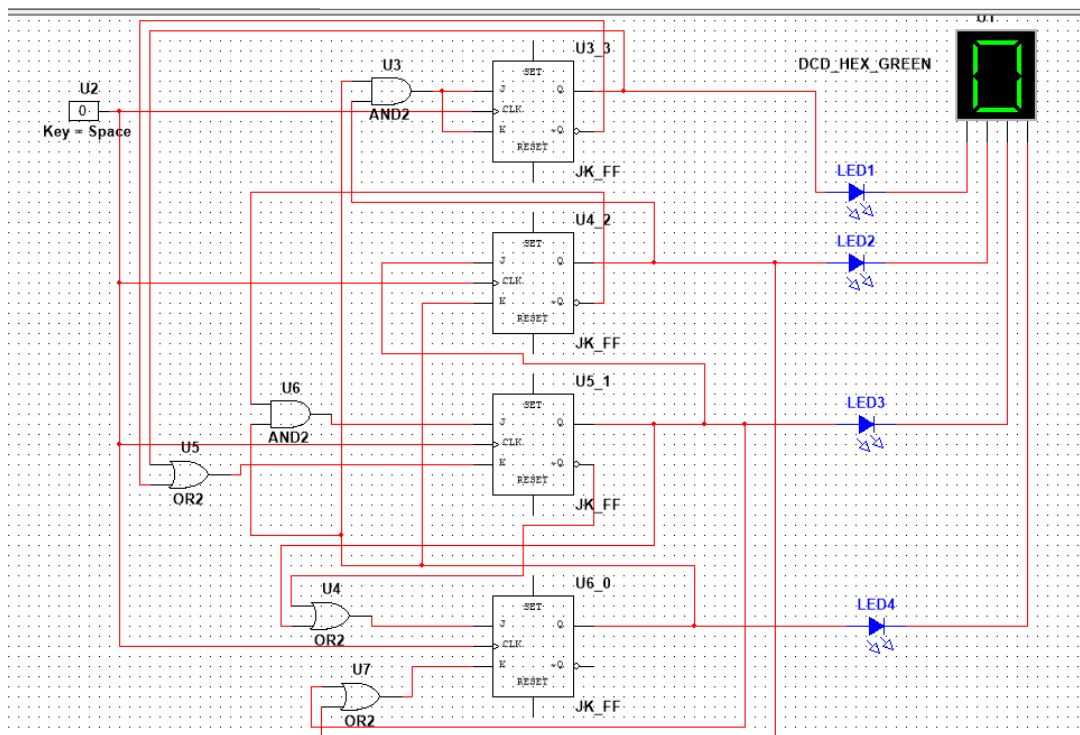 U1
U3_3
U3
SET
DCD_HEX_GREEN
U2
J
Q
0
CLK
AND2
Key = Space
K
~Q
RESET
JK_FF
LED1
U4_2
SET
LED2
J
Q
CLK
K
~Q
RESET
JK_FF
U5_1
U6
SET
LED3
J
Q
AND2
CLK
U5
K
~Q
OR2
RESET
JK_FF
U6_0
U4
SET
LED4
J
Q
OR2
CLK
U7
K
~Q
RESET
JK_FF
OR2
0